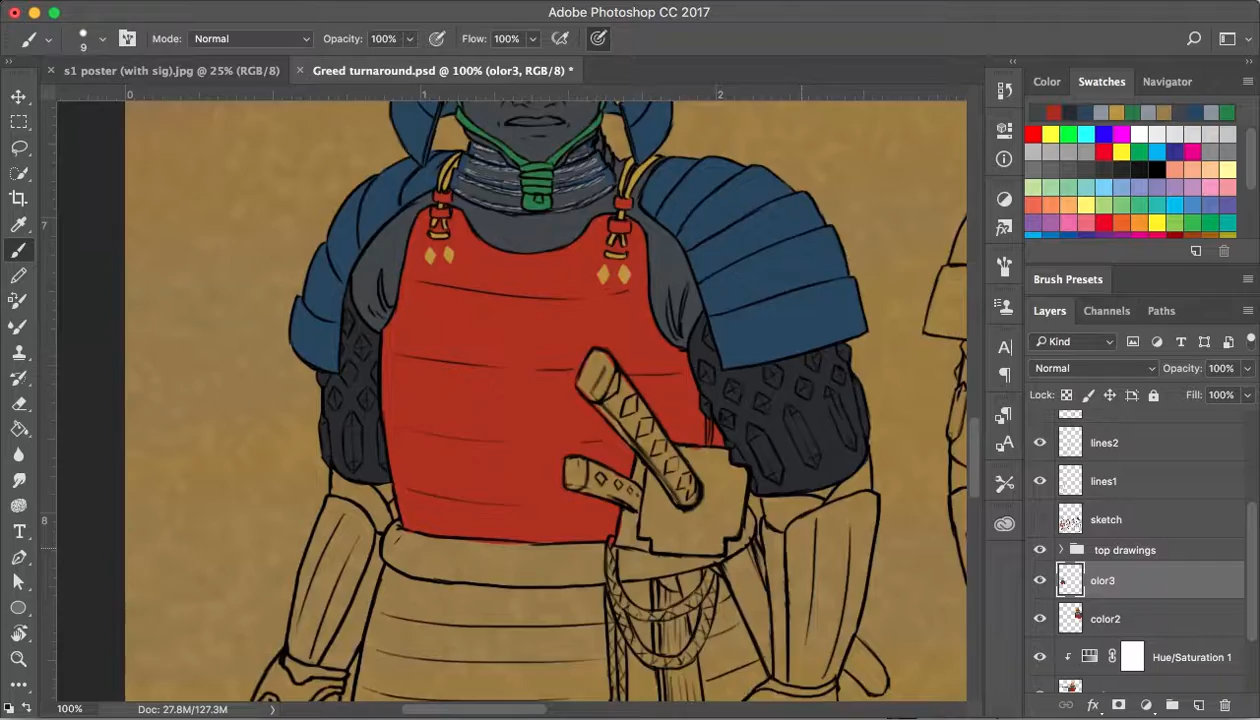 Adobe Photoshop CC 2017
9 Mode: Normal Opacity: 100% Flow: 100%
s1 poster (with sig).jpg @ 25% (RGB/8) Greed turnaround.psd @ 100% (olor3, RGB/8) *
Color Swatches Navigator
0 1 2
7
8
Brush Presets
Layers Channels Paths
Kind
Normal Opacity: 100%
Lock: Fill: 100%
lines2
lines1
sketch
top drawings
olor3
color2
Hue/Saturation 1
100% Doc: 27.8M/127.3M